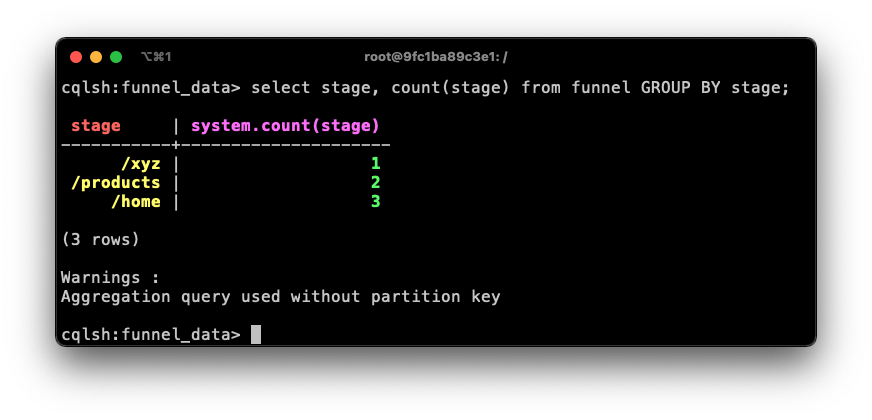 ⌥⌘1 root@9fc1ba89c3e1: /
cqlsh:funnel_data> select stage, count(stage) from funnel GROUP BY stage;
stage | system.count(stage)
-----------+---------------------
/xyz | 1
/products | 2
/home | 3
(3 rows)
Warnings :
Aggregation query used without partition key
cqlsh:funnel_data>